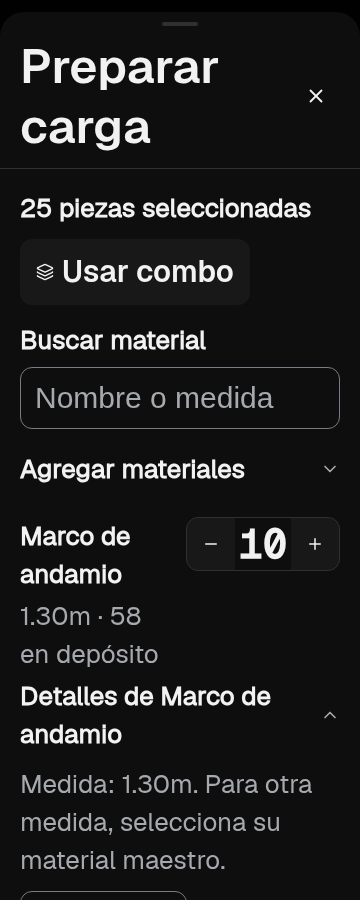 Preparar
carga
25 piezas seleccionadas
Usar combo
Buscar material
Nombre o medida
Agregar materiales
Marco de
andamio
10
1.30m · 58
en depósito
Detalles de Marco de
andamio
Medida: 1.30m. Para otra
medida, selecciona su
material maestro.